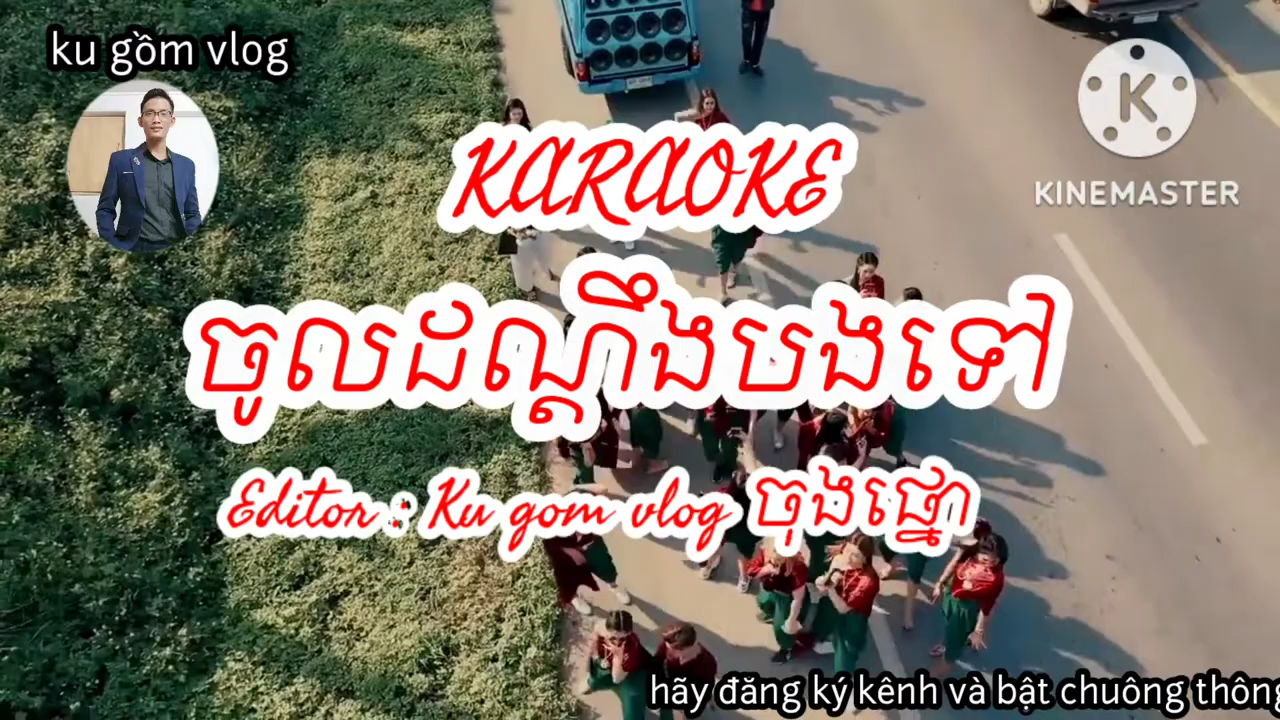 ku gồm vlog
K
KINEMASTER
KARAOKE
ចូលដណ្ដឹងបងទៅ
Editor : Ku gom vlog ចុងផ្នោ
hãy đăng ký kênh và bật chuông thông